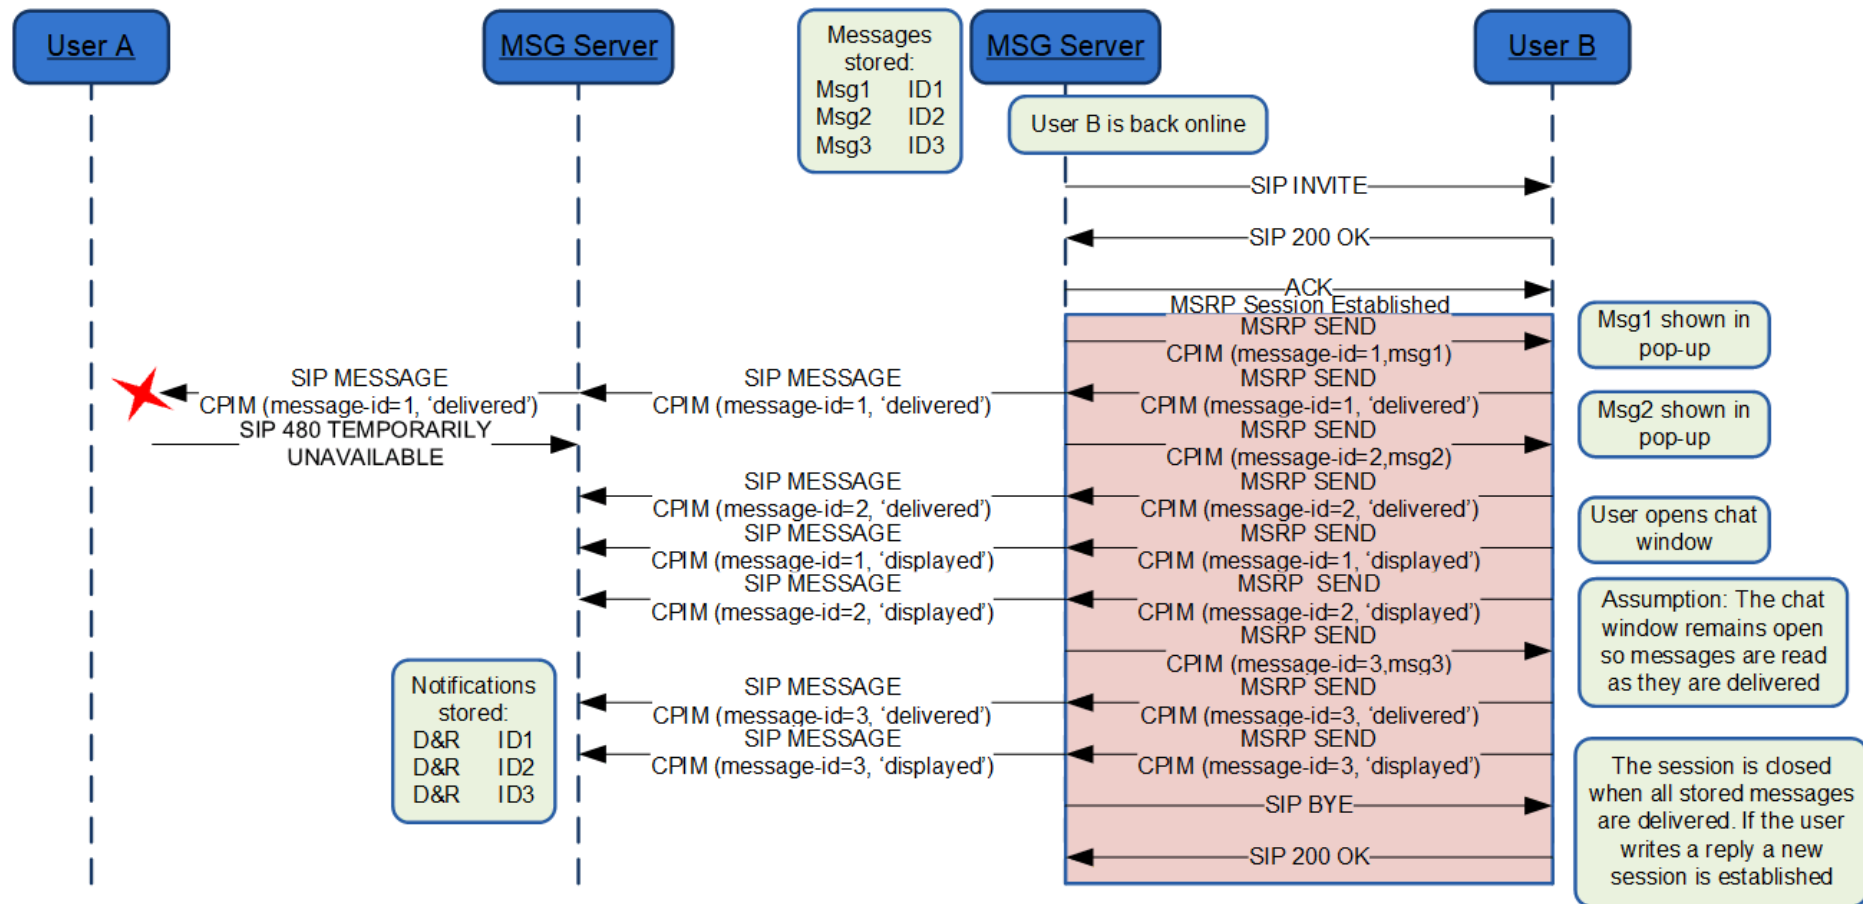 User A
MSG Server
Messages
stored:
Msg1 ID1
Msg2 ID2
Msg3 ID3
MSG Server
User B
User B is back online
SIP INVITE
SIP 200 OK
ACK
MSRP Session Established
MSRP SEND
CPIM (message-id=1,msg1)
Msg1 shown in
pop-up
SIP MESSAGE
CPIM (message-id=1, ‘delivered’)
SIP MESSAGE
CPIM (message-id=1, ‘delivered’)
MSRP SEND
CPIM (message-id=1, ‘delivered’)
SIP 480 TEMPORARILY
UNAVAILABLE
MSRP SEND
CPIM (message-id=2,msg2)
Msg2 shown in
pop-up
SIP MESSAGE
CPIM (message-id=2, ‘delivered’)
MSRP SEND
CPIM (message-id=2, ‘delivered’)
User opens chat
window
SIP MESSAGE
CPIM (message-id=1, ‘displayed’)
MSRP SEND
CPIM (message-id=1, ‘displayed’)
SIP MESSAGE
CPIM (message-id=2, ‘displayed’)
MSRP SEND
CPIM (message-id=2, ‘displayed’)
Assumption: The chat
window remains open
so messages are read
as they are delivered
MSRP SEND
CPIM (message-id=3,msg3)
Notifications
stored:
D&R ID1
D&R ID2
D&R ID3
SIP MESSAGE
CPIM (message-id=3, ‘delivered’)
MSRP SEND
CPIM (message-id=3, ‘delivered’)
SIP MESSAGE
CPIM (message-id=3, ‘displayed’)
MSRP SEND
CPIM (message-id=3, ‘displayed’)
The session is closed
when all stored messages
are delivered. If the user
writes a reply a new
session is established
SIP BYE
SIP 200 OK